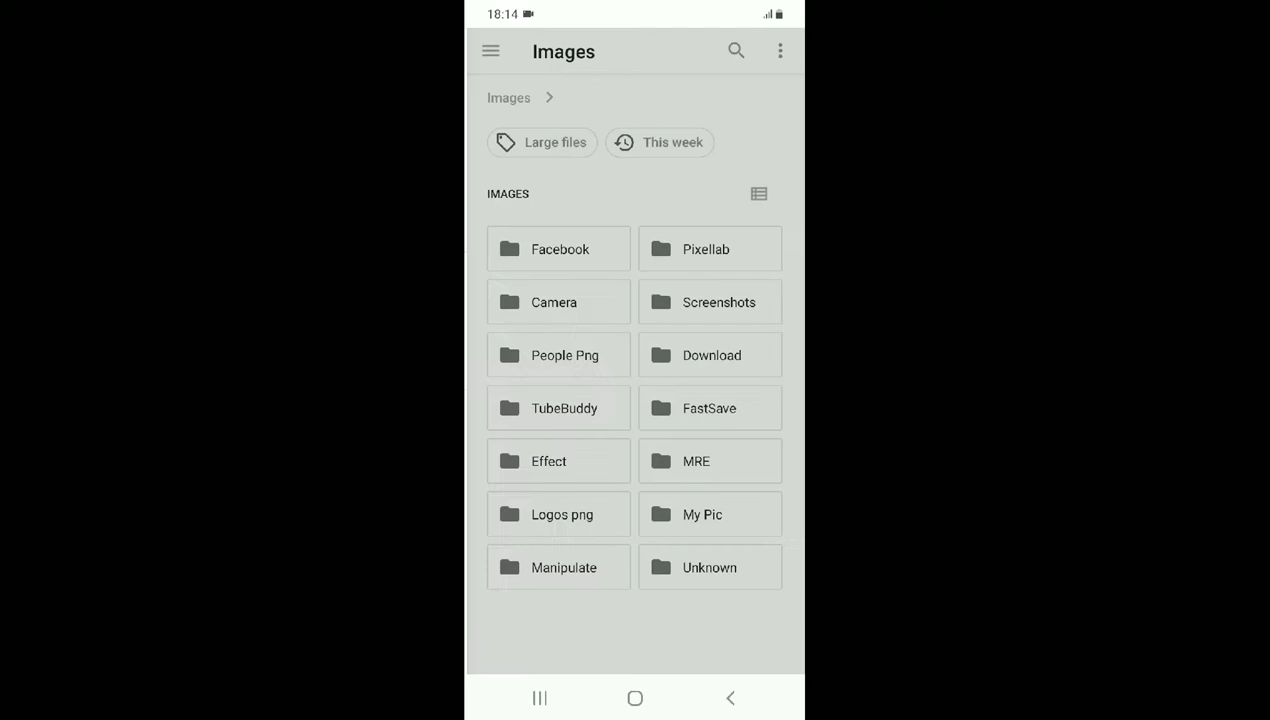 18:14
Images
Images
Large files This week
IMAGES
Facebook Pixellab
Camera Screenshots
People Png Download
TubeBuddy FastSave
Effect MRE
Logos png My Pic
Manipulate Unknown